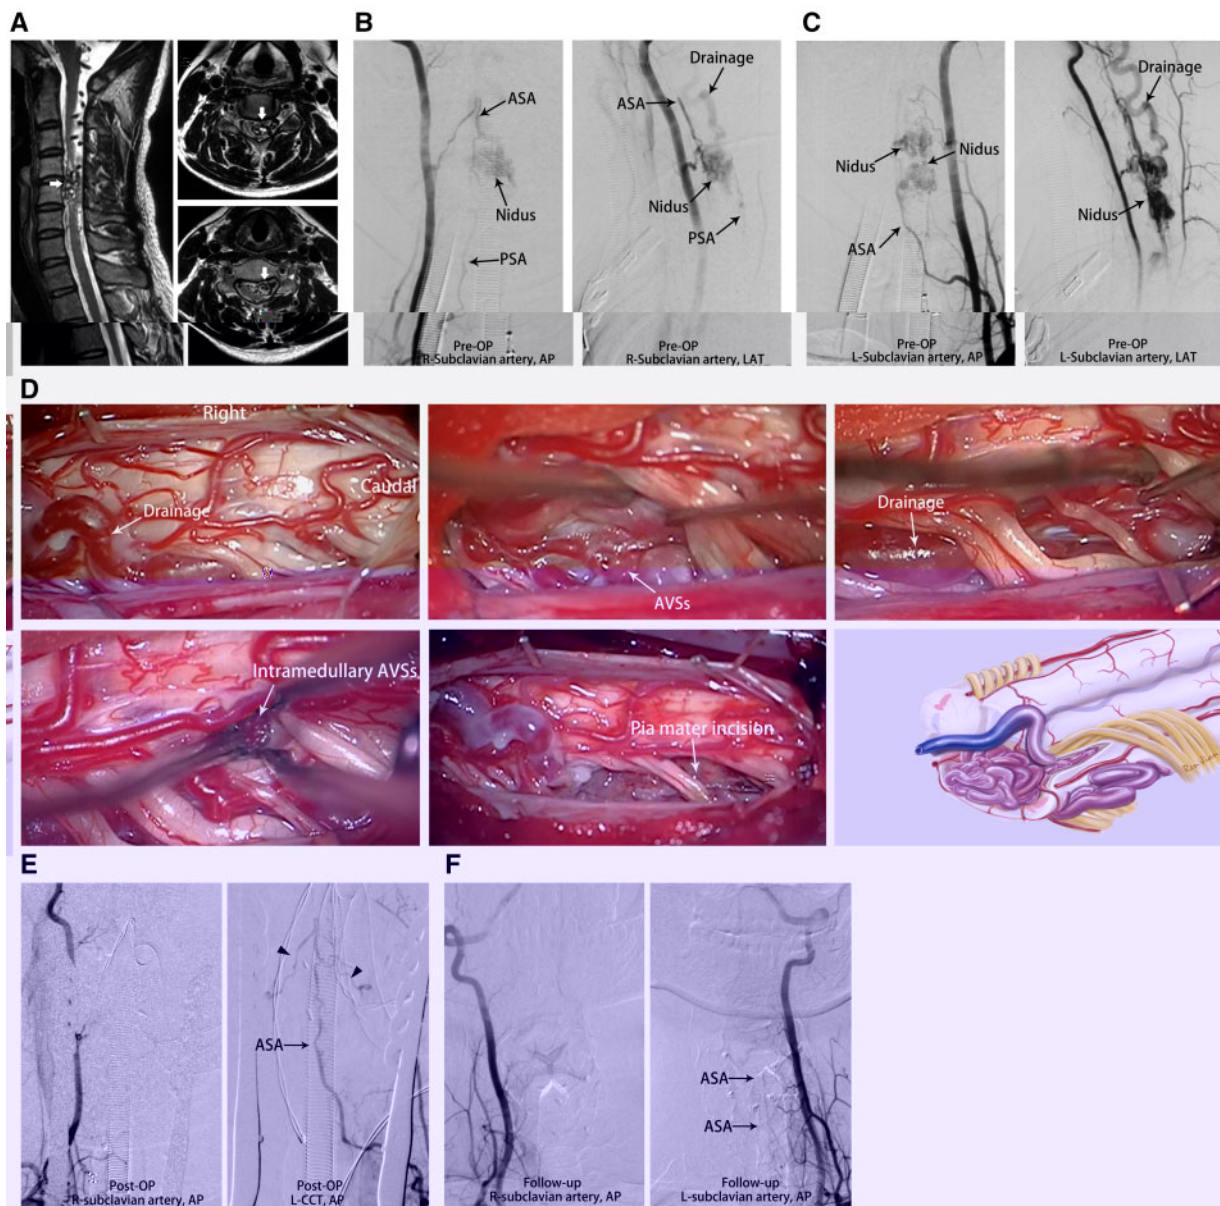 A
B
C
ASA
Nidus
PSA
Pre-OP
R-Subclavian artery, AP
Drainage
ASA
Nidus
PSA
Pre-OP
R-Subclavian artery, LAT
Nidus
Nidus
ASA
Pre-OP
L-Subclavian artery, AP
Drainage
Nidus
Pre-OP
L-Subclavian artery, LAT
D
Right
Caudal
Drainage
AVSs
Drainage
Intramedullary AVSs
Pia mater incision
E
F
Post-OP
R-subclavian artery, AP
ASA
Post-OP
L-CCT, AP
Follow-up
R-subclavian artery, AP
ASA
ASA
Follow-up
L-subclavian artery, AP